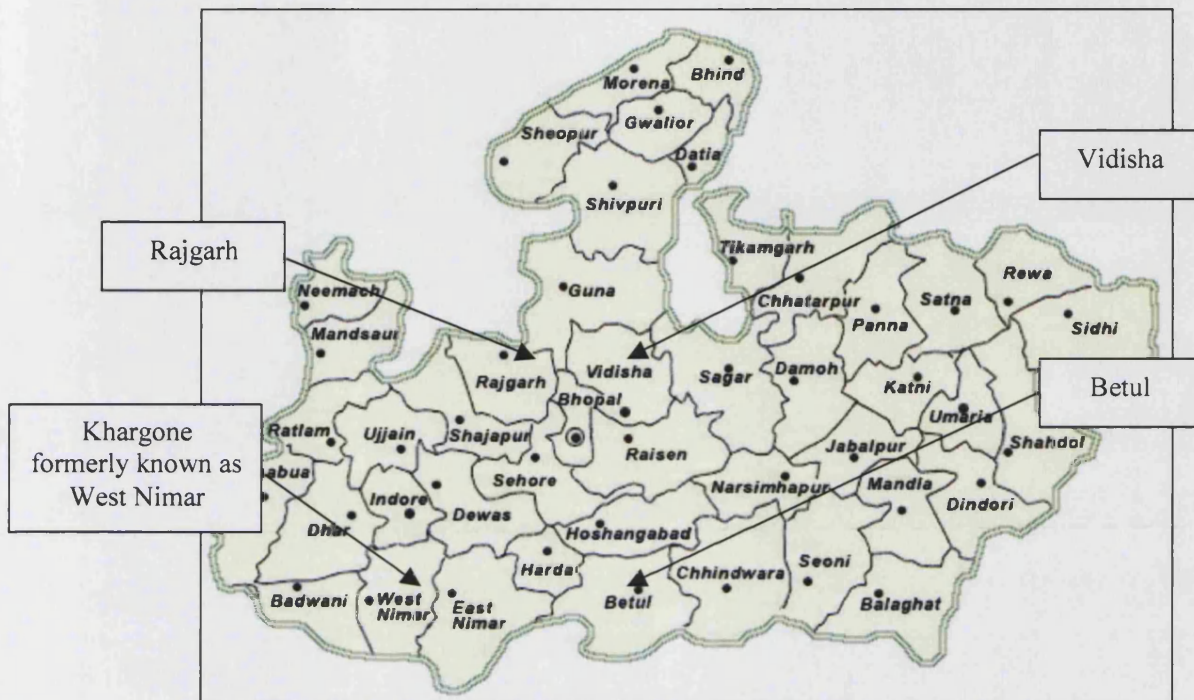 Morena
Bhind
Gwalior
Sheopur
Datia
Vidisha
Shivpuri
Rajgarh
Tikamgarh
Rewa
Neemach
Guna
Chhatarpur
Satna
Panna
Sidhi
Mandsaur
Rajgarh
Vidisha
Sagar
Damoh
Katni
Betul
Bhopal
Umaria
Khargone
formerly known as
West Nimar
Ratlam
Ujjain
Shajapur
Raisen
Jabalpur
Shahdol
abua
Sehore
Narsimhapur
Mandla
Indore
Dewas
Dindori
Dhar
Hoshangabad
Harda
Chhindwara
Seoni
Badwani
West
Nimar
East
Nimar
Betul
Balaghat